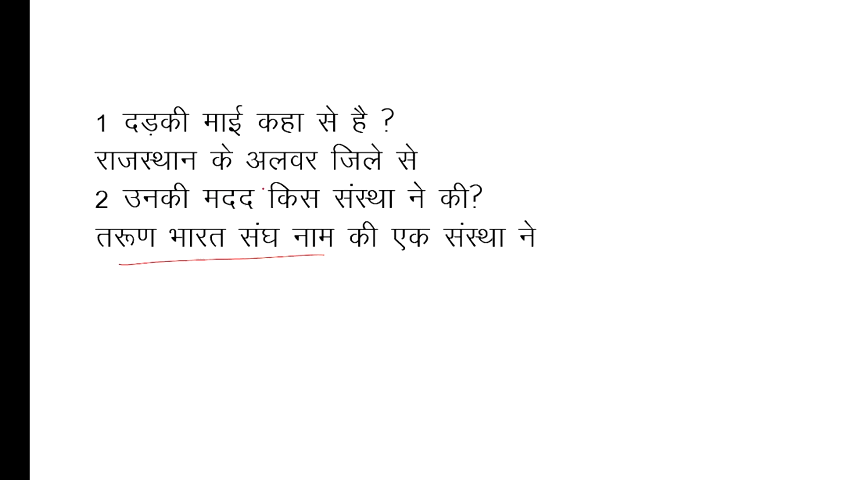 1 दड़की माई कहा से है ?
राजस्थान के अलवर जिले से
2 उनकी मदद किस संस्था ने की?
तरूण भारत संघ नाम की एक संस्था ने